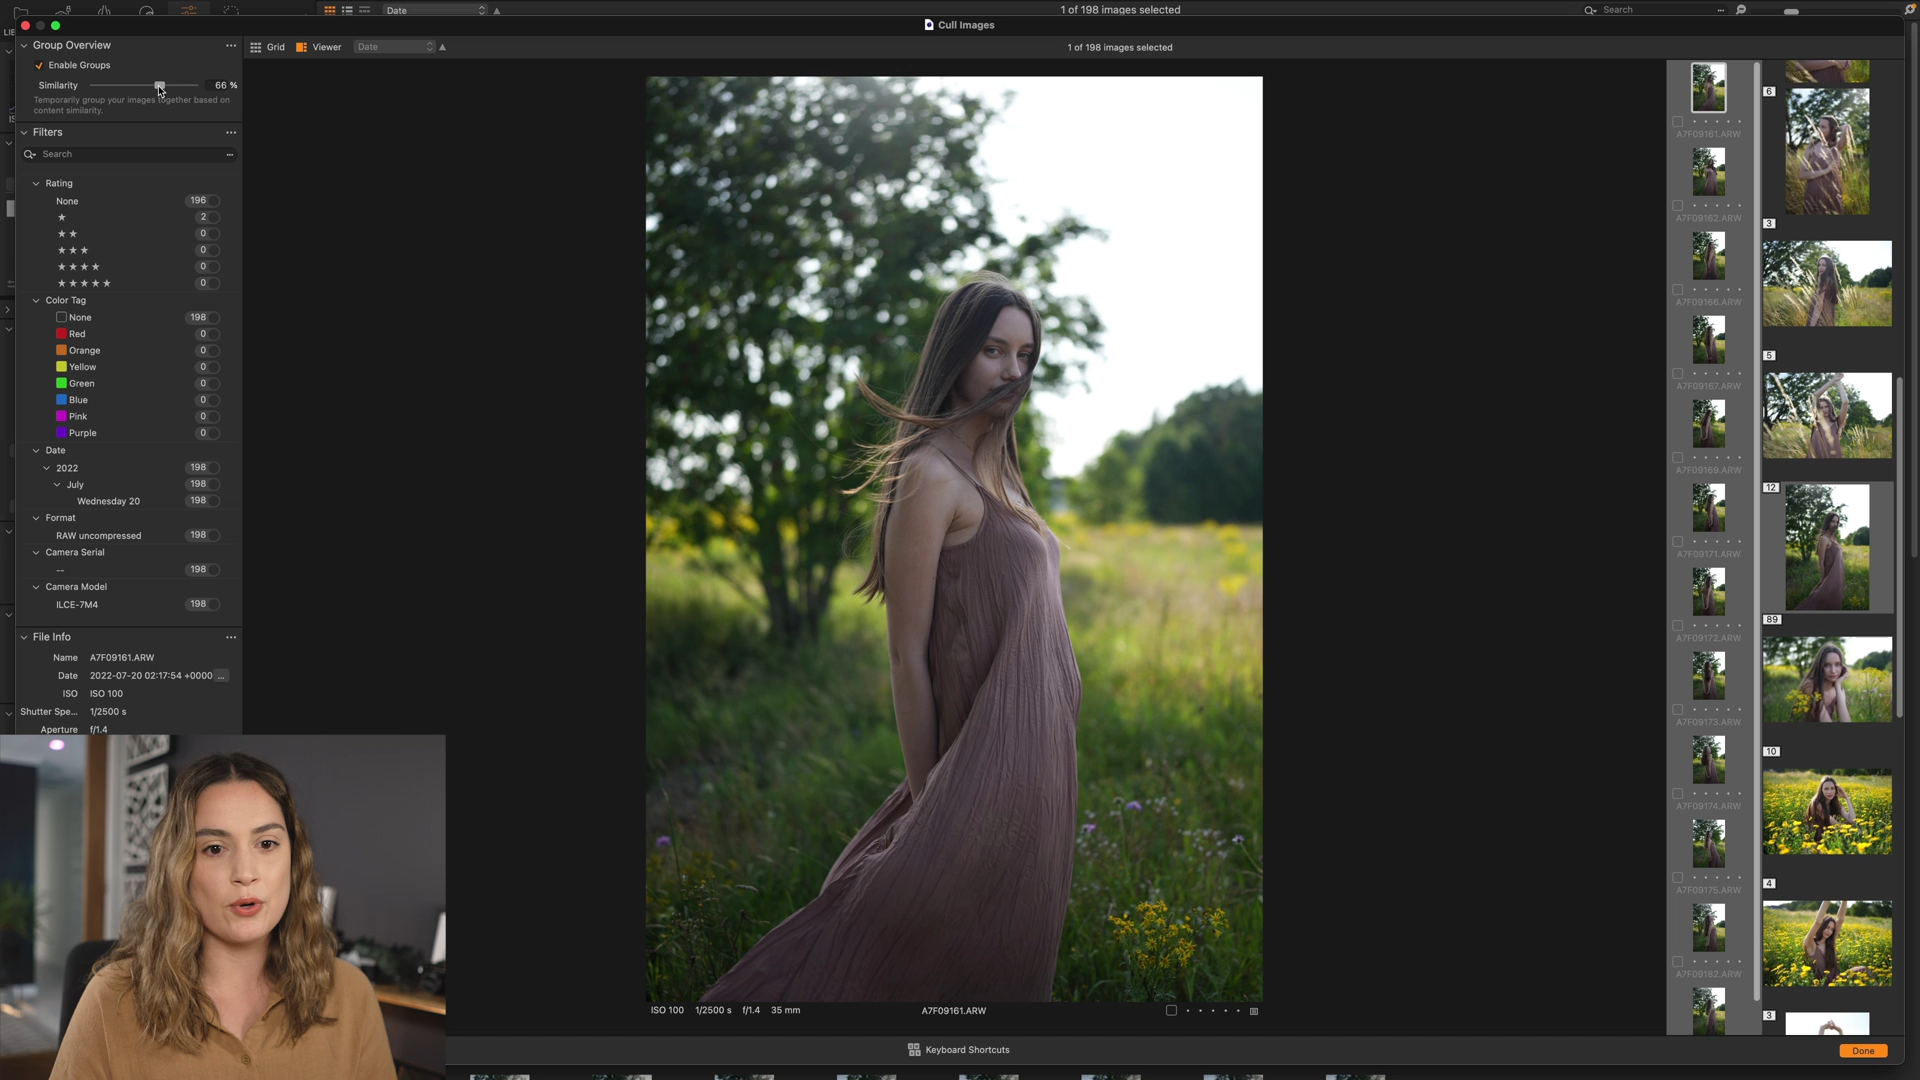 Date
1 of 198 images selected
Search
Cull Images
Group Overview
Grid
Viewer
Date
1 of 198 images selected
Enable Groups
Similarity
66 %
Temporarily group your images together based on
content similarity.
Filters
Search
Rating
None 196
★ 2
★★ 0
★★★ 0
★★★★ 0
★★★★★ 0
Color Tag
None 198
Red 0
Orange 0
Yellow 0
Green 0
Blue 0
Pink 0
Purple 0
Date
2022 198
July 198
Wednesday 20 198
Format
RAW uncompressed 198
Camera Serial
-- 198
Camera Model
ILCE-7M4 198
File Info
Name A7F09161.ARW
Date 2022-07-20 02:17:54 +0000 ...
ISO ISO 100
Shutter Spe... 1/2500 s
Aperture f/1.4
ISO 100 1/2500 s f/1.4 35 mm
A7F09161.ARW
Keyboard Shortcuts
Done
A7F09161.ARW
A7F09162.ARW
A7F09166.ARW
A7F09167.ARW
A7F09169.ARW
A7F09171.ARW
A7F09172.ARW
A7F09173.ARW
A7F09174.ARW
A7F09175.ARW
A7F09182.ARW
6
3
5
12
89
10
4
3